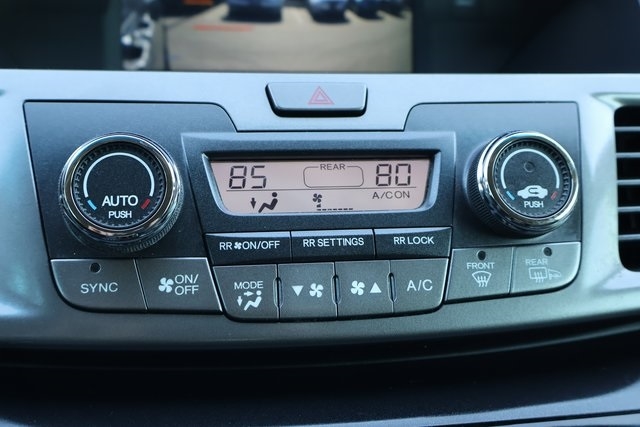 REAR
85 80
A/C ON
AUTO
PUSH
PUSH
RR ON/OFF RR SETTINGS RR LOCK
SYNC ON/OFF MODE A/C FRONT REAR